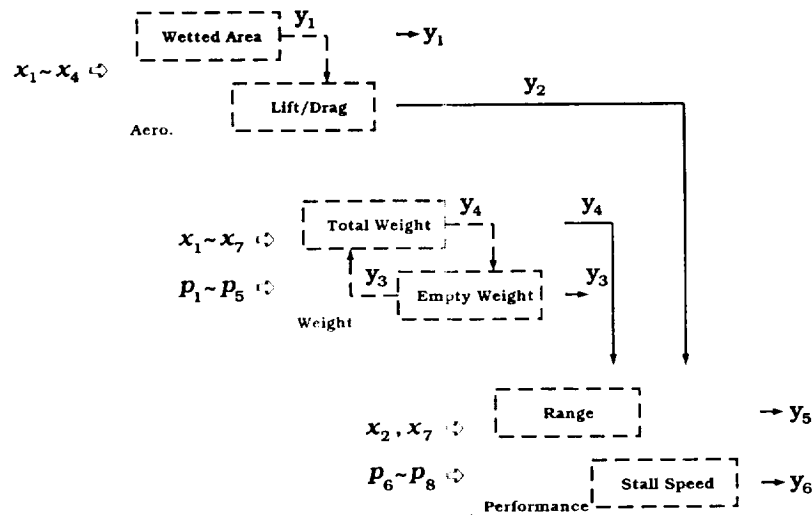 y₁
Wetted Area → y₁
x₁~x₄ ➩
Lift/Drag
y₂
Aero.
y₄ y₄
Total Weight
x₁~x₇ ➩
y₃ → y₃
p₁~p₅ ➩
Empty Weight
Weight
Range → y₅
x₂, x₇ ➩
p₆~p₈ ➩
Stall Speed → y₆
Performance